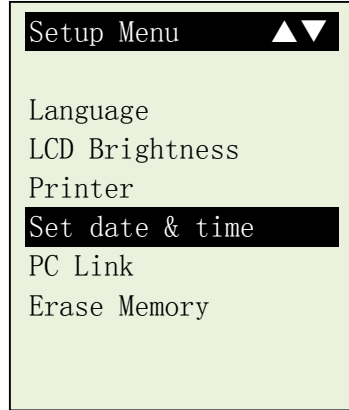 Setup Menu ▲▼
Language
LCD Brightness
Printer
Set date & time
PC Link
Erase Memory